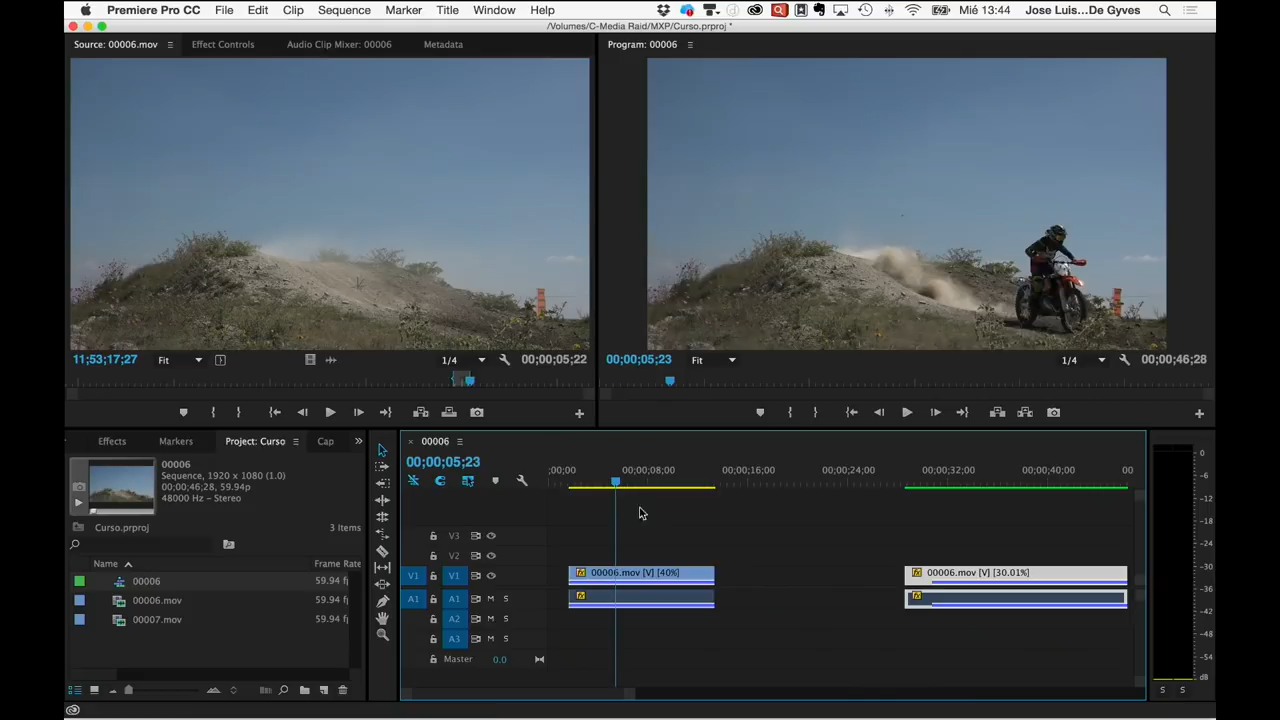 Premiere Pro CC File Edit Clip Sequence Marker Title Window Help Mié 14:44 Jose Luis...De Gyves
/Volumes/C-Media Raid/MXP/Curso.prproj *
Source: 00006.mov Effect Controls Audio Clip Mixer: 00006 Metadata Program: 00006
11;53;17;27 Fit 1/4 00;00;05;22 00;00;05;23 Fit 1/4 00;00;46;28
Effects Markers Project: Curso Cap
00006
Sequence, 1920 x 1080 (1.0)
00;00;46;28, 59.94 f...
48000 Hz - Stereo
Curso.prproj 3 Items
Name Frame Rate
00006 59.94 f
00006.mov 59.94 f
00007.mov 59.94 f
00006
00;00;05;23
;00;00 00;00;08;00 00;00;16;00 00;00;24;00 00;00;32;00 00;00;40;00 00
V3
V2
V1 V1 00006.mov [V] [40%] 00006.mov [V] [30.01%]
A1 A1 M S
A2 M S
A3 M S
Master 0.0
0
-6
-12
-18
-24
-30
-36
-42
-48
-54
dB
S S